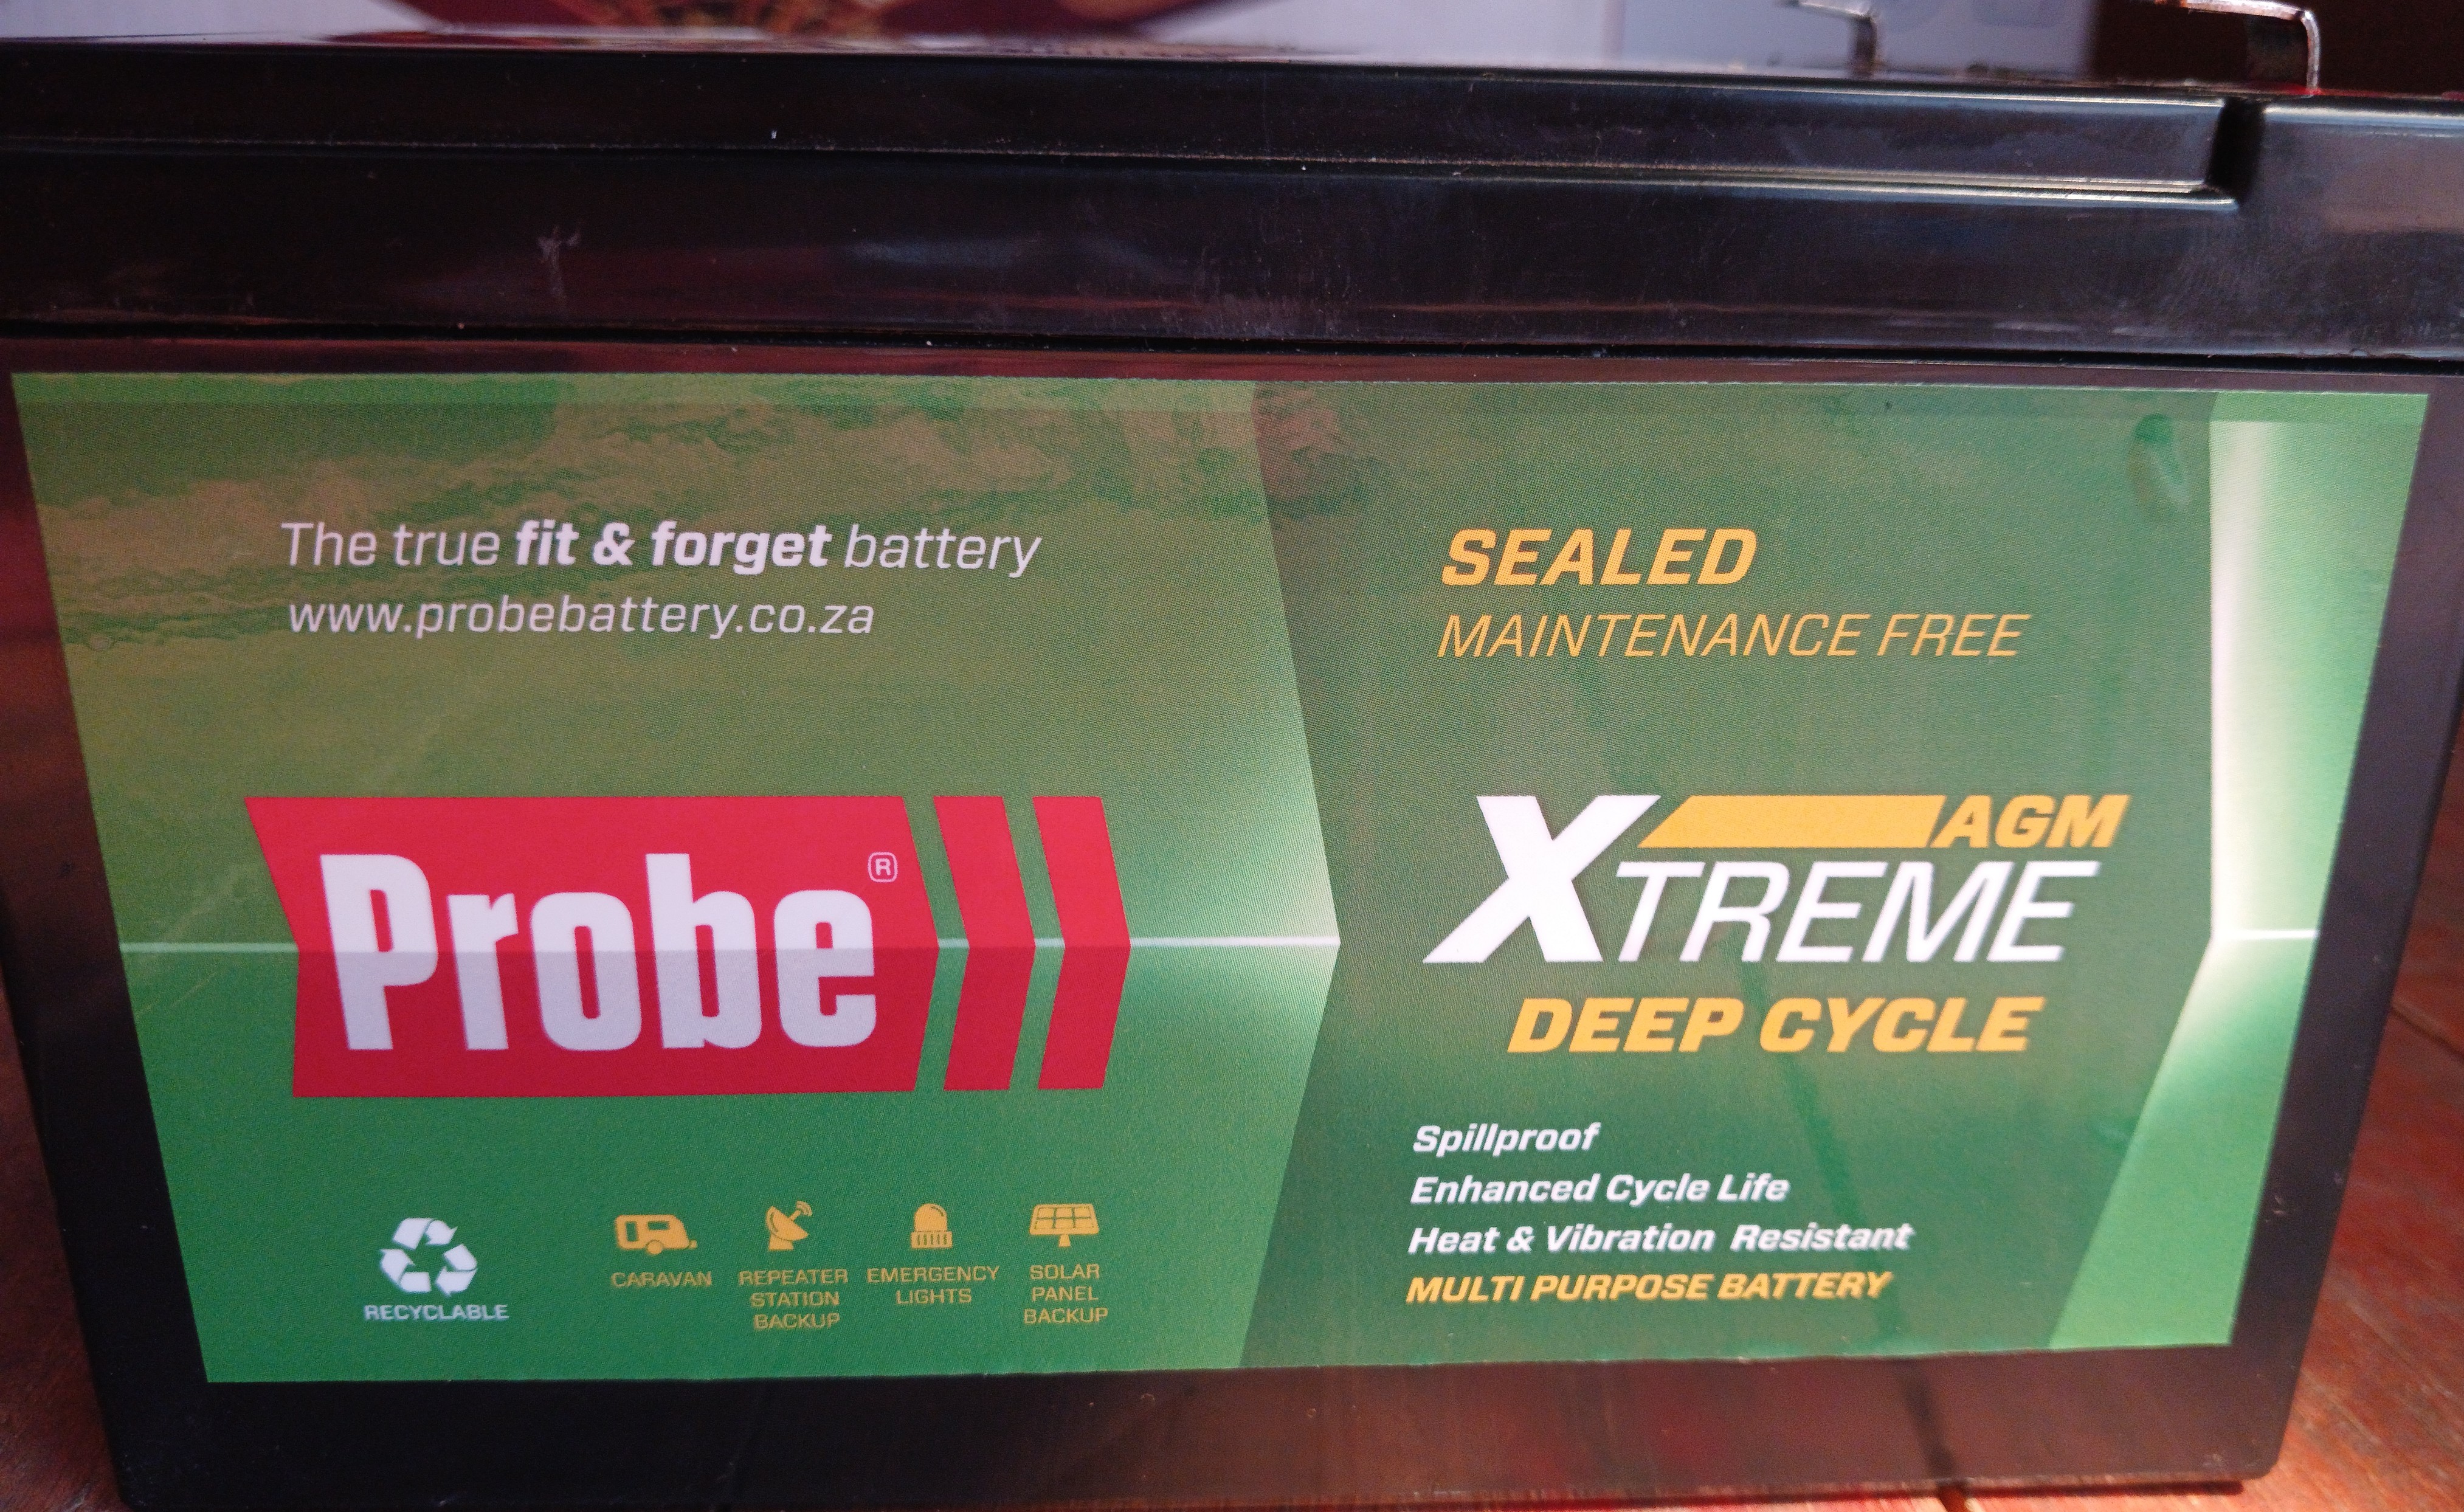 The true fit & forget battery
www.probebattery.co.za
Probe®
RECYCLABLE
CARAVAN
REPEATER
STATION
BACKUP
EMERGENCY
LIGHTS
SOLAR
PANEL
BACKUP
SEALED
MAINTENANCE FREE
AGM
XTREME
DEEP CYCLE
Spillproof
Enhanced Cycle Life
Heat & Vibration Resistant
MULTI PURPOSE BATTERY